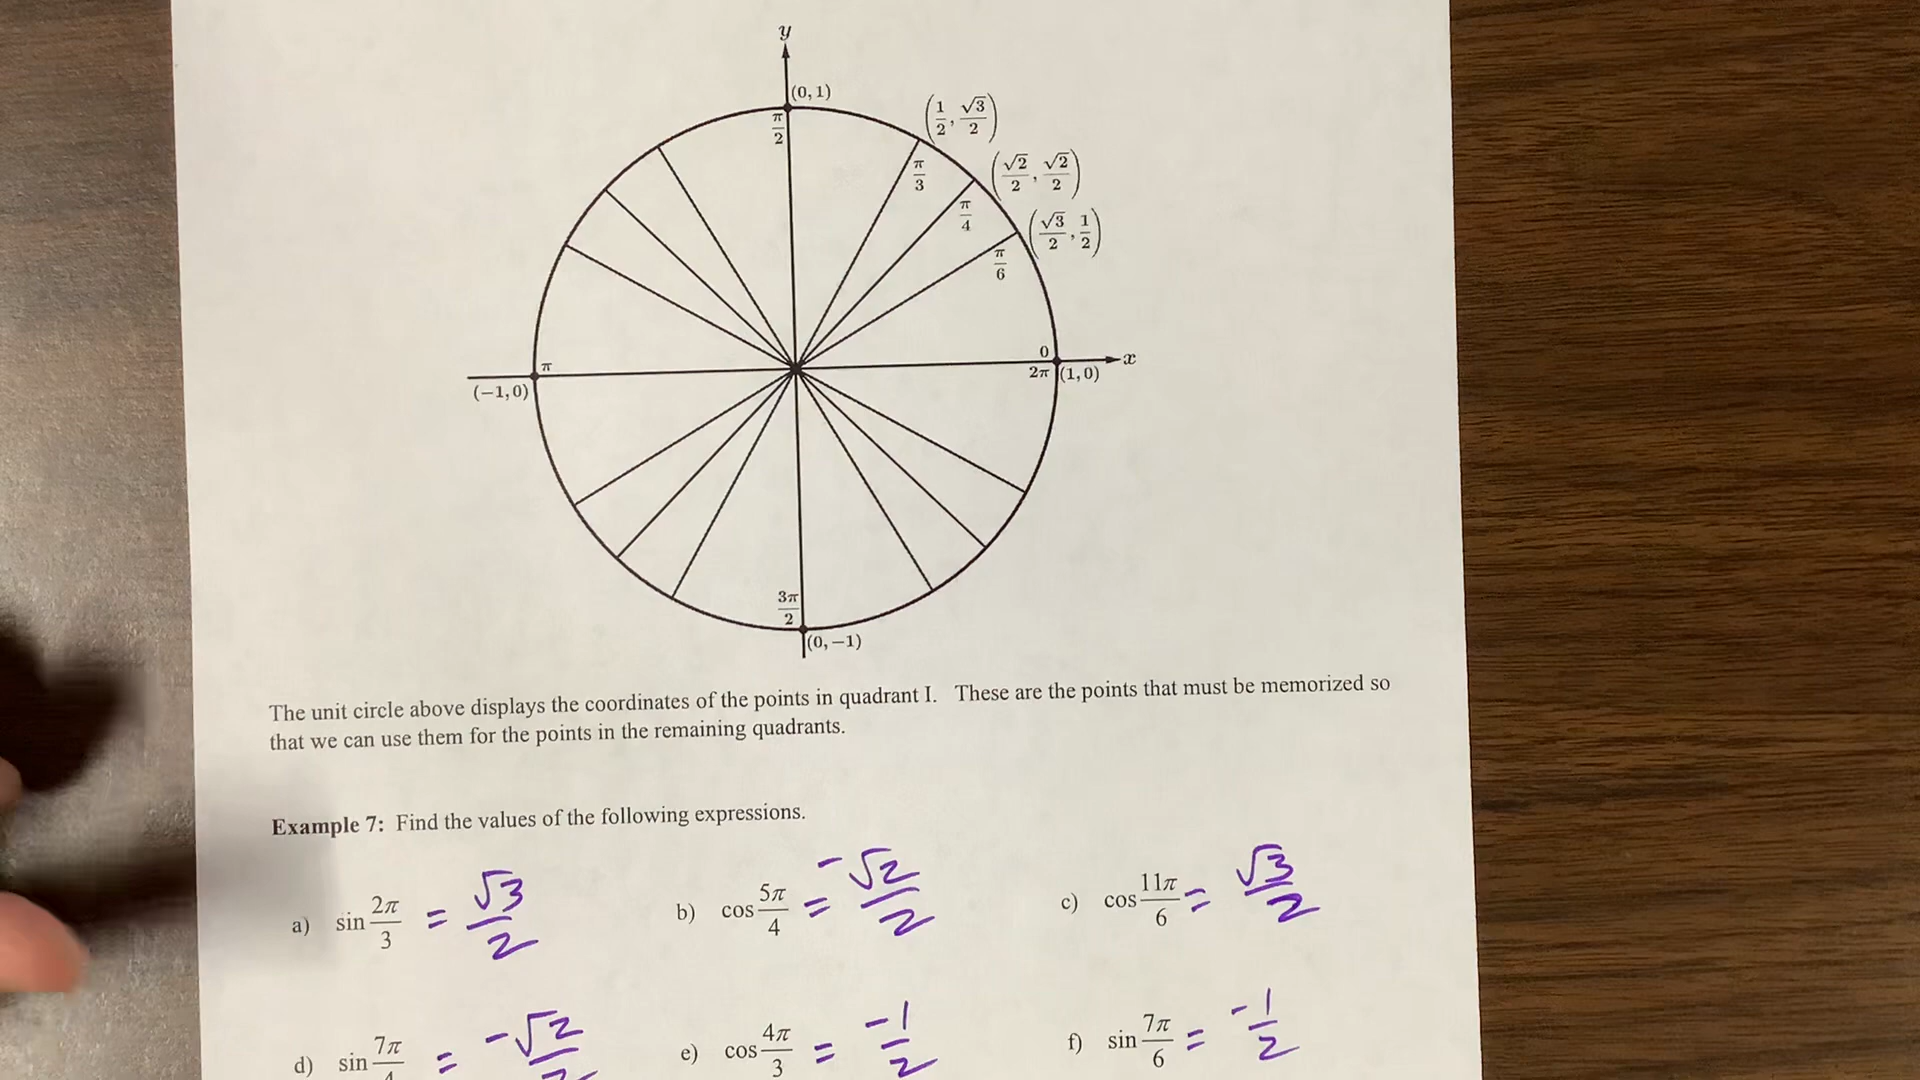 y
(0, 1)
π/2
(1/2, √3/2)
π/3
(√2/2, √2/2)
π/4
(√3/2, 1/2)
π/6
π
(−1, 0)
0
x
2π
(1, 0)
3π/2
(0, −1)
The unit circle above displays the coordinates of the points in quadrant I. These are the points that must be memorized so
that we can use them for the points in the remaining quadrants.
Example 7: Find the values of the following expressions.
a) sin 2π/3 = √3/2 b) cos 5π/4 = -√2/2 c) cos 11π/6 = √3/2
d) sin 7π/4 = -√2/2 e) cos 4π/3 = -1/2 f) sin 7π/6 = -1/2